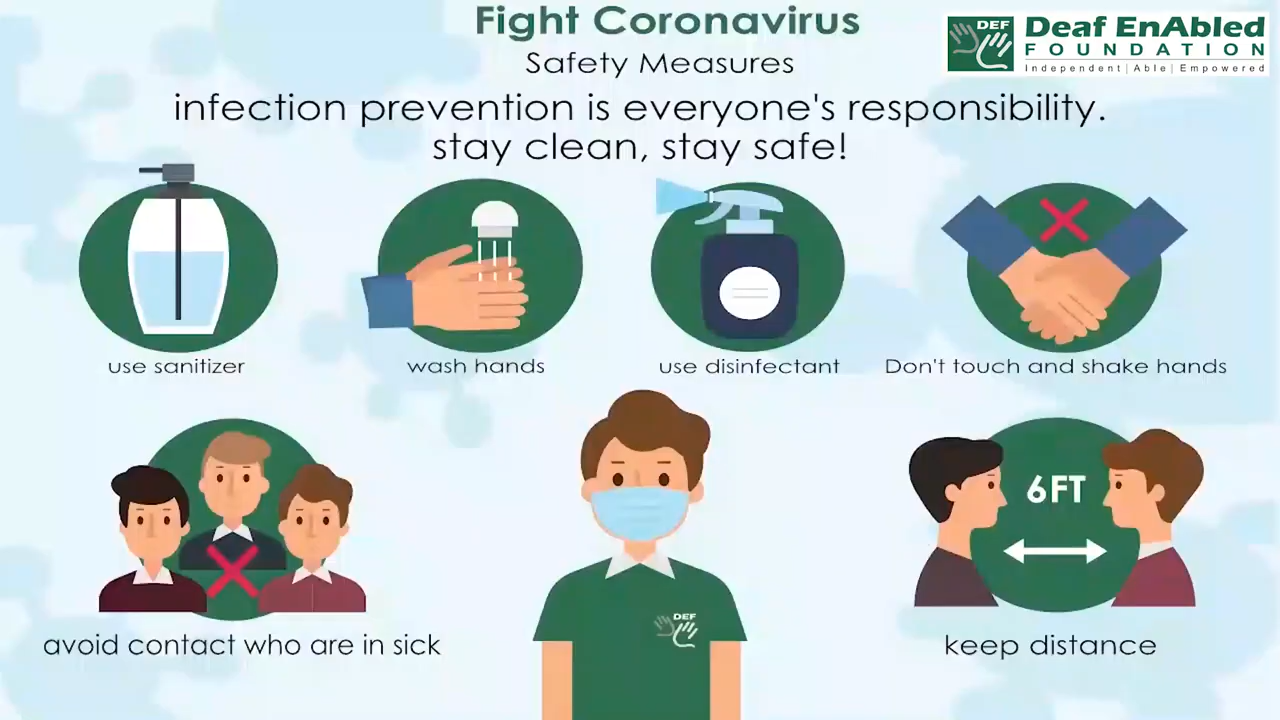 Fight Coronavirus
Safety Measures
DEF
Deaf EnAbled
FOUNDATION
Independent|Able|Empowered
infection prevention is everyone's responsibility.
stay clean, stay safe!
use sanitizer
wash hands
use disinfectant
Don't touch and shake hands
6FT
DEF
avoid contact who are in sick
keep distance